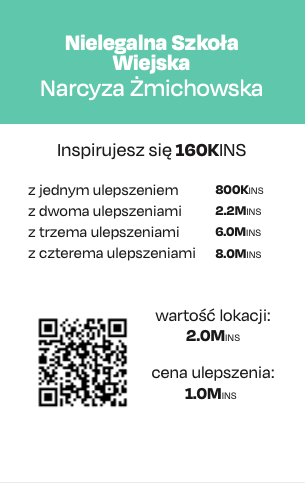 Nielegalna Szkoła
Wiejska
Narcyza Żmichowska
Inspirujesz się 160KINS
z jednym ulepszeniem 800KINS
z dwoma ulepszeniami 2.2MINS
z trzema ulepszeniami 6.0MINS
z czterema ulepszeniami 8.0MINS
wartość lokacji:
2.0MINS
cena ulepszenia:
1.0MINS